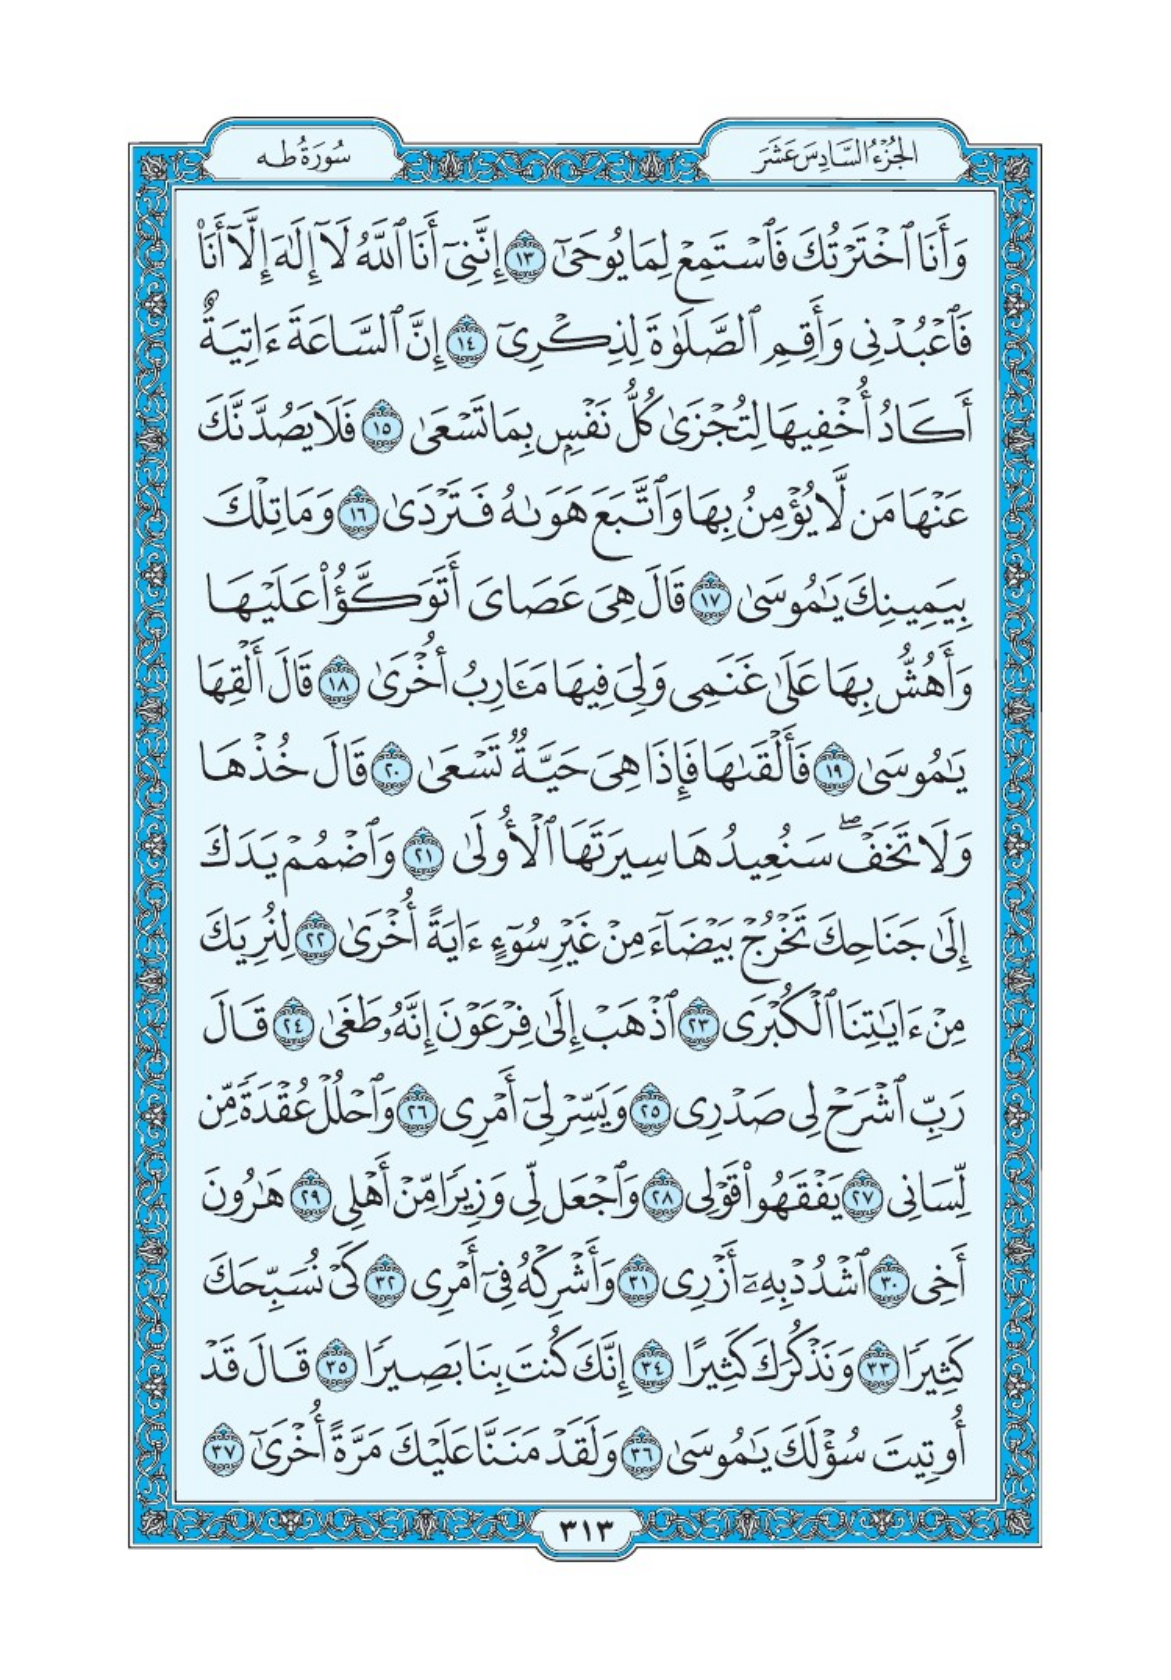 الجزء السادس عشر
سورة طه
وَأَنَا ٱخْتَرْتُكَ فَٱسْتَمِعْ لِمَا يُوحَىٰٓ ١٣ إِنَّنِىٓ أَنَا ٱللَّهُ لَآ إِلَٰهَ إِلَّآ أَنَا۠
فَٱعْبُدْنِى وَأَقِمِ ٱلصَّلَوٰةَ لِذِكْرِىٓ ١٤ إِنَّ ٱلسَّاعَةَ ءَاتِيَةٌ
أَكَادُ أُخْفِيهَا لِتُجْزَىٰ كُلُّ نَفْسٍۭ بِمَا تَسْعَىٰ ١٥ فَلَا يَصُدَّنَّكَ
عَنْهَا مَن لَّا يُؤْمِنُ بِهَا وَٱتَّبَعَ هَوَىٰهُ فَتَرْدَىٰ ١٦ وَمَا تِلْكَ
بِيَمِينِكَ يَٰمُوسَىٰ ١٧ قَالَ هِىَ عَصَاىَ أَتَوَكَّؤُا۟ عَلَيْهَا
وَأَهُشُّ بِهَا عَلَىٰ غَنَمِى وَلِىَ فِيهَا مَـَٔارِبُ أُخْرَىٰ ١٨ قَالَ أَلْقِهَا
يَٰمُوسَىٰ ١٩ فَأَلْقَىٰهَا فَإِذَا هِىَ حَيَّةٌ تَسْعَىٰ ٢٠ قَالَ خُذْهَا
وَلَا تَخَفْ ۖ سَنُعِيدُهَا سِيرَتَهَا ٱلْأُولَىٰ ٢١ وَٱضْمُمْ يَدَكَ
إِلَىٰ جَنَاحِكَ تَخْرُجْ بَيْضَآءَ مِنْ غَيْرِ سُوٓءٍ ءَايَةً أُخْرَىٰ ٢٢ لِنُرِيَكَ
مِنْ ءَايَٰتِنَا ٱلْكُبْرَى ٢٣ ٱذْهَبْ إِلَىٰ فِرْعَوْنَ إِنَّهُۥ طَغَىٰ ٢٤ قَالَ
رَبِّ ٱشْرَحْ لِى صَدْرِى ٢٥ وَيَسِّرْ لِىٓ أَمْرِى ٢٦ وَٱحْلُلْ عُقْدَةً مِّن
لِّسَانِى ٢٧ يَفْقَهُوا۟ قَوْلِى ٢٨ وَٱجْعَل لِّى وَزِيرًا مِّنْ أَهْلِى ٢٩ هَٰرُونَ
أَخِى ٣٠ ٱشْدُدْ بِهِۦٓ أَزْرِى ٣١ وَأَشْرِكْهُ فِىٓ أَمْرِى ٣٢ كَىْ نُسَبِّحَكَ
كَثِيرًا ٣٣ وَنَذْكُرَكَ كَثِيرًا ٣٤ إِنَّكَ كُنتَ بِنَا بَصِيرًا ٣٥ قَالَ قَدْ
أُوتِيتَ سُؤْلَكَ يَٰمُوسَىٰ ٣٦ وَلَقَدْ مَنَنَّا عَلَيْكَ مَرَّةً أُخْرَىٰٓ ٣٧
٣١٣